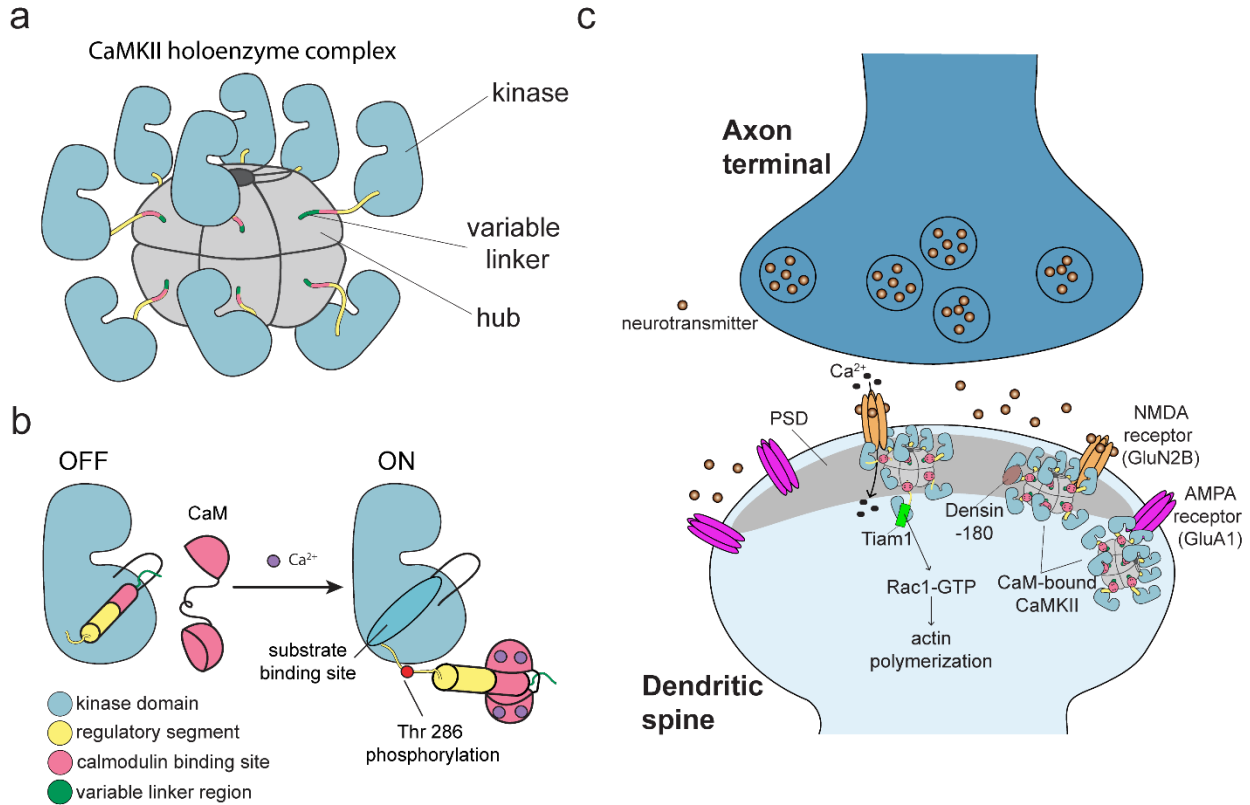 a
CaMKII holoenzyme complex
kinase
variable
linker
hub
b
OFF
ON
CaM
Ca²⁺
substrate
binding site
Thr 286
phosphorylation
kinase domain
regulatory segment
calmodulin binding site
variable linker region
c
Axon
terminal
neurotransmitter
Ca²⁺
PSD
NMDA
receptor
(GluN2B)
AMPA
receptor
(GluA1)
Tiam1
Densin
-180
Rac1-GTP
CaM-bound
CaMKII
actin
polymerization
Dendritic
spine